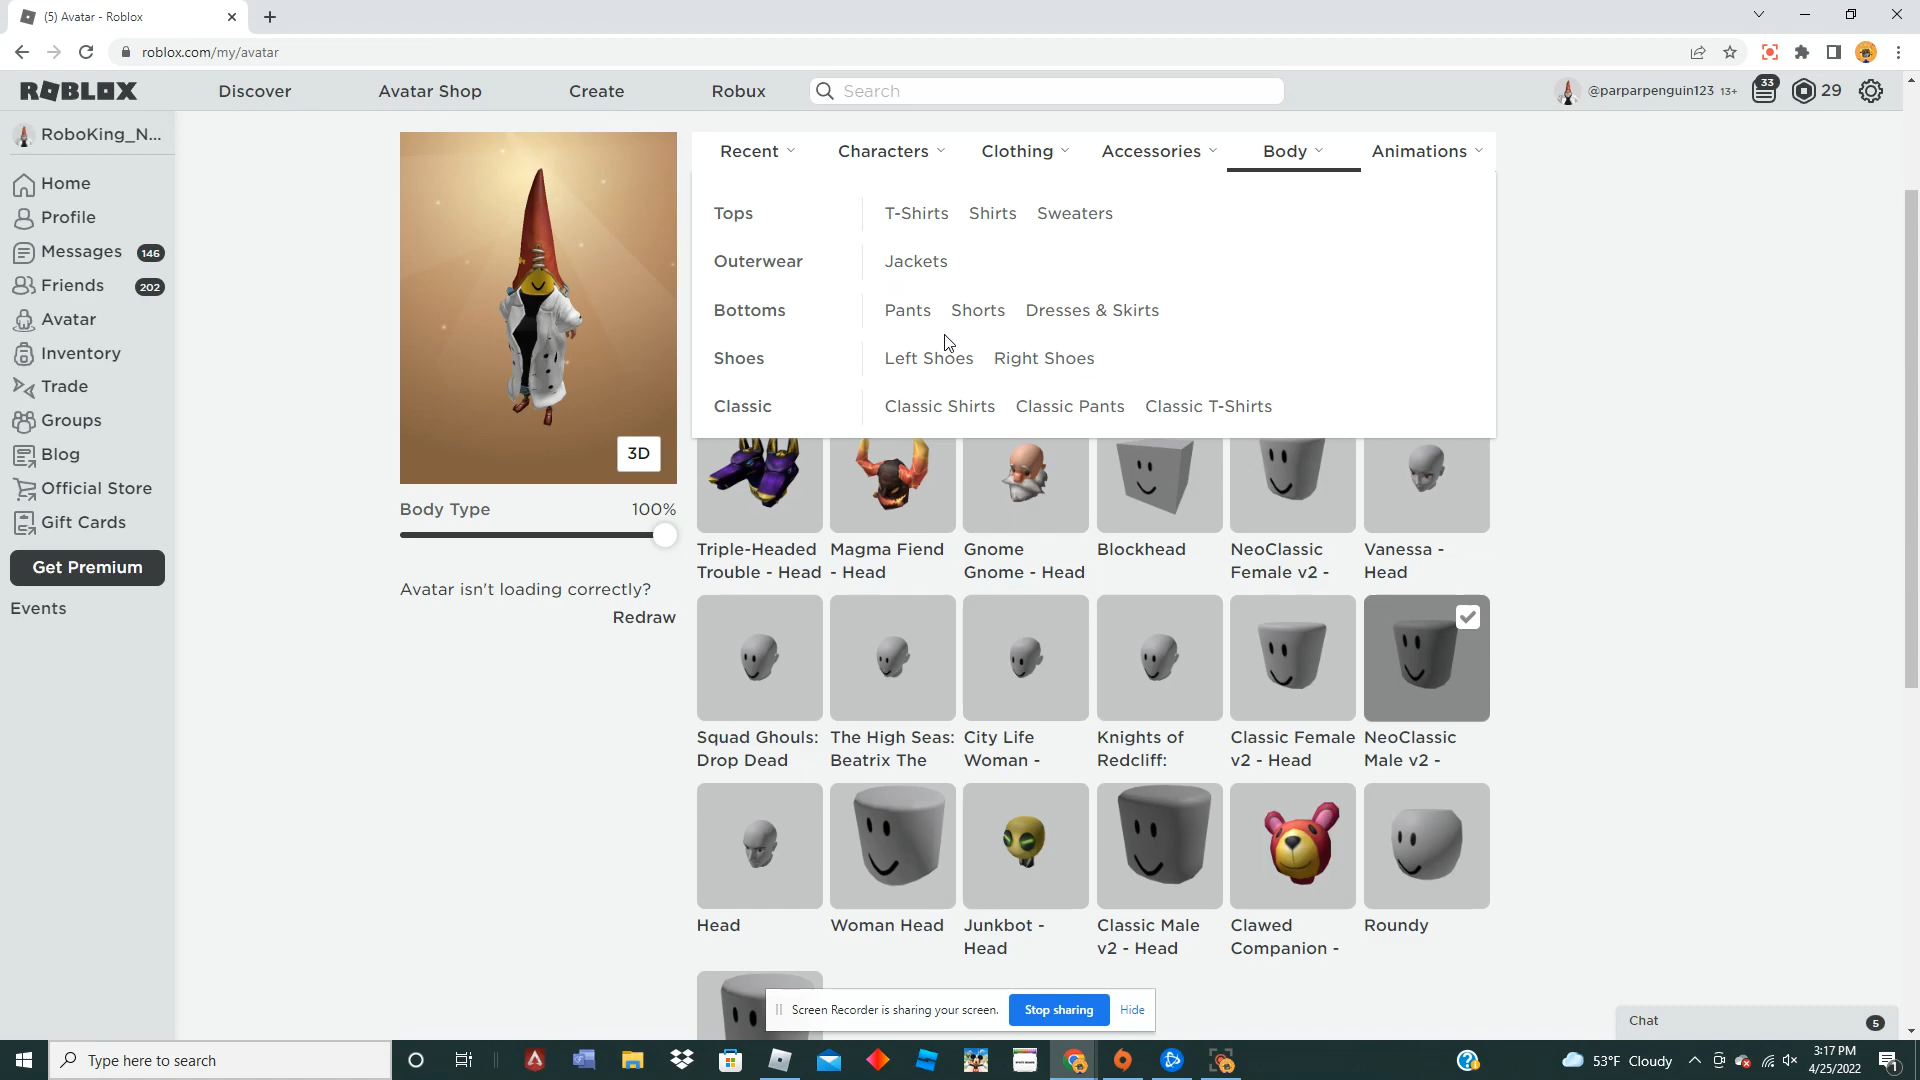 (5) Avatar - Roblox
roblox.com/my/avatar
ROBLOX
Discover
Avatar Shop
Create
Robux
Search
@parparpenguin123 13+
33
29
RoboKing_N...
Home
Profile
Messages 146
Friends 202
Avatar
Inventory
Trade
Groups
Blog
Official Store
Gift Cards
Get Premium
Events
3D
Body Type 100%
Avatar isn't loading correctly?
Redraw
Recent
Characters
Clothing
Accessories
Body
Animations
Tops T-Shirts Shirts Sweaters
Outerwear Jackets
Bottoms Pants Shorts Dresses & Skirts
Shoes Left Shoes Right Shoes
Classic Classic Shirts Classic Pants Classic T-Shirts
Triple-Headed
Trouble - Head
Magma Fiend
- Head
Gnome
Gnome - Head
Blockhead
NeoClassic
Female v2 -
Vanessa -
Head
Squad Ghouls:
Drop Dead
The High Seas:
Beatrix The
City Life
Woman -
Knights of
Redcliff:
Classic Female
v2 - Head
NeoClassic
Male v2 -
Head
Woman Head
Junkbot -
Head
Classic Male
v2 - Head
Clawed
Companion -
Roundy
Screen Recorder is sharing your screen.
Stop sharing
Hide
Chat
5
Type here to search
53°F Cloudy
3:17 PM
4/25/2022
1